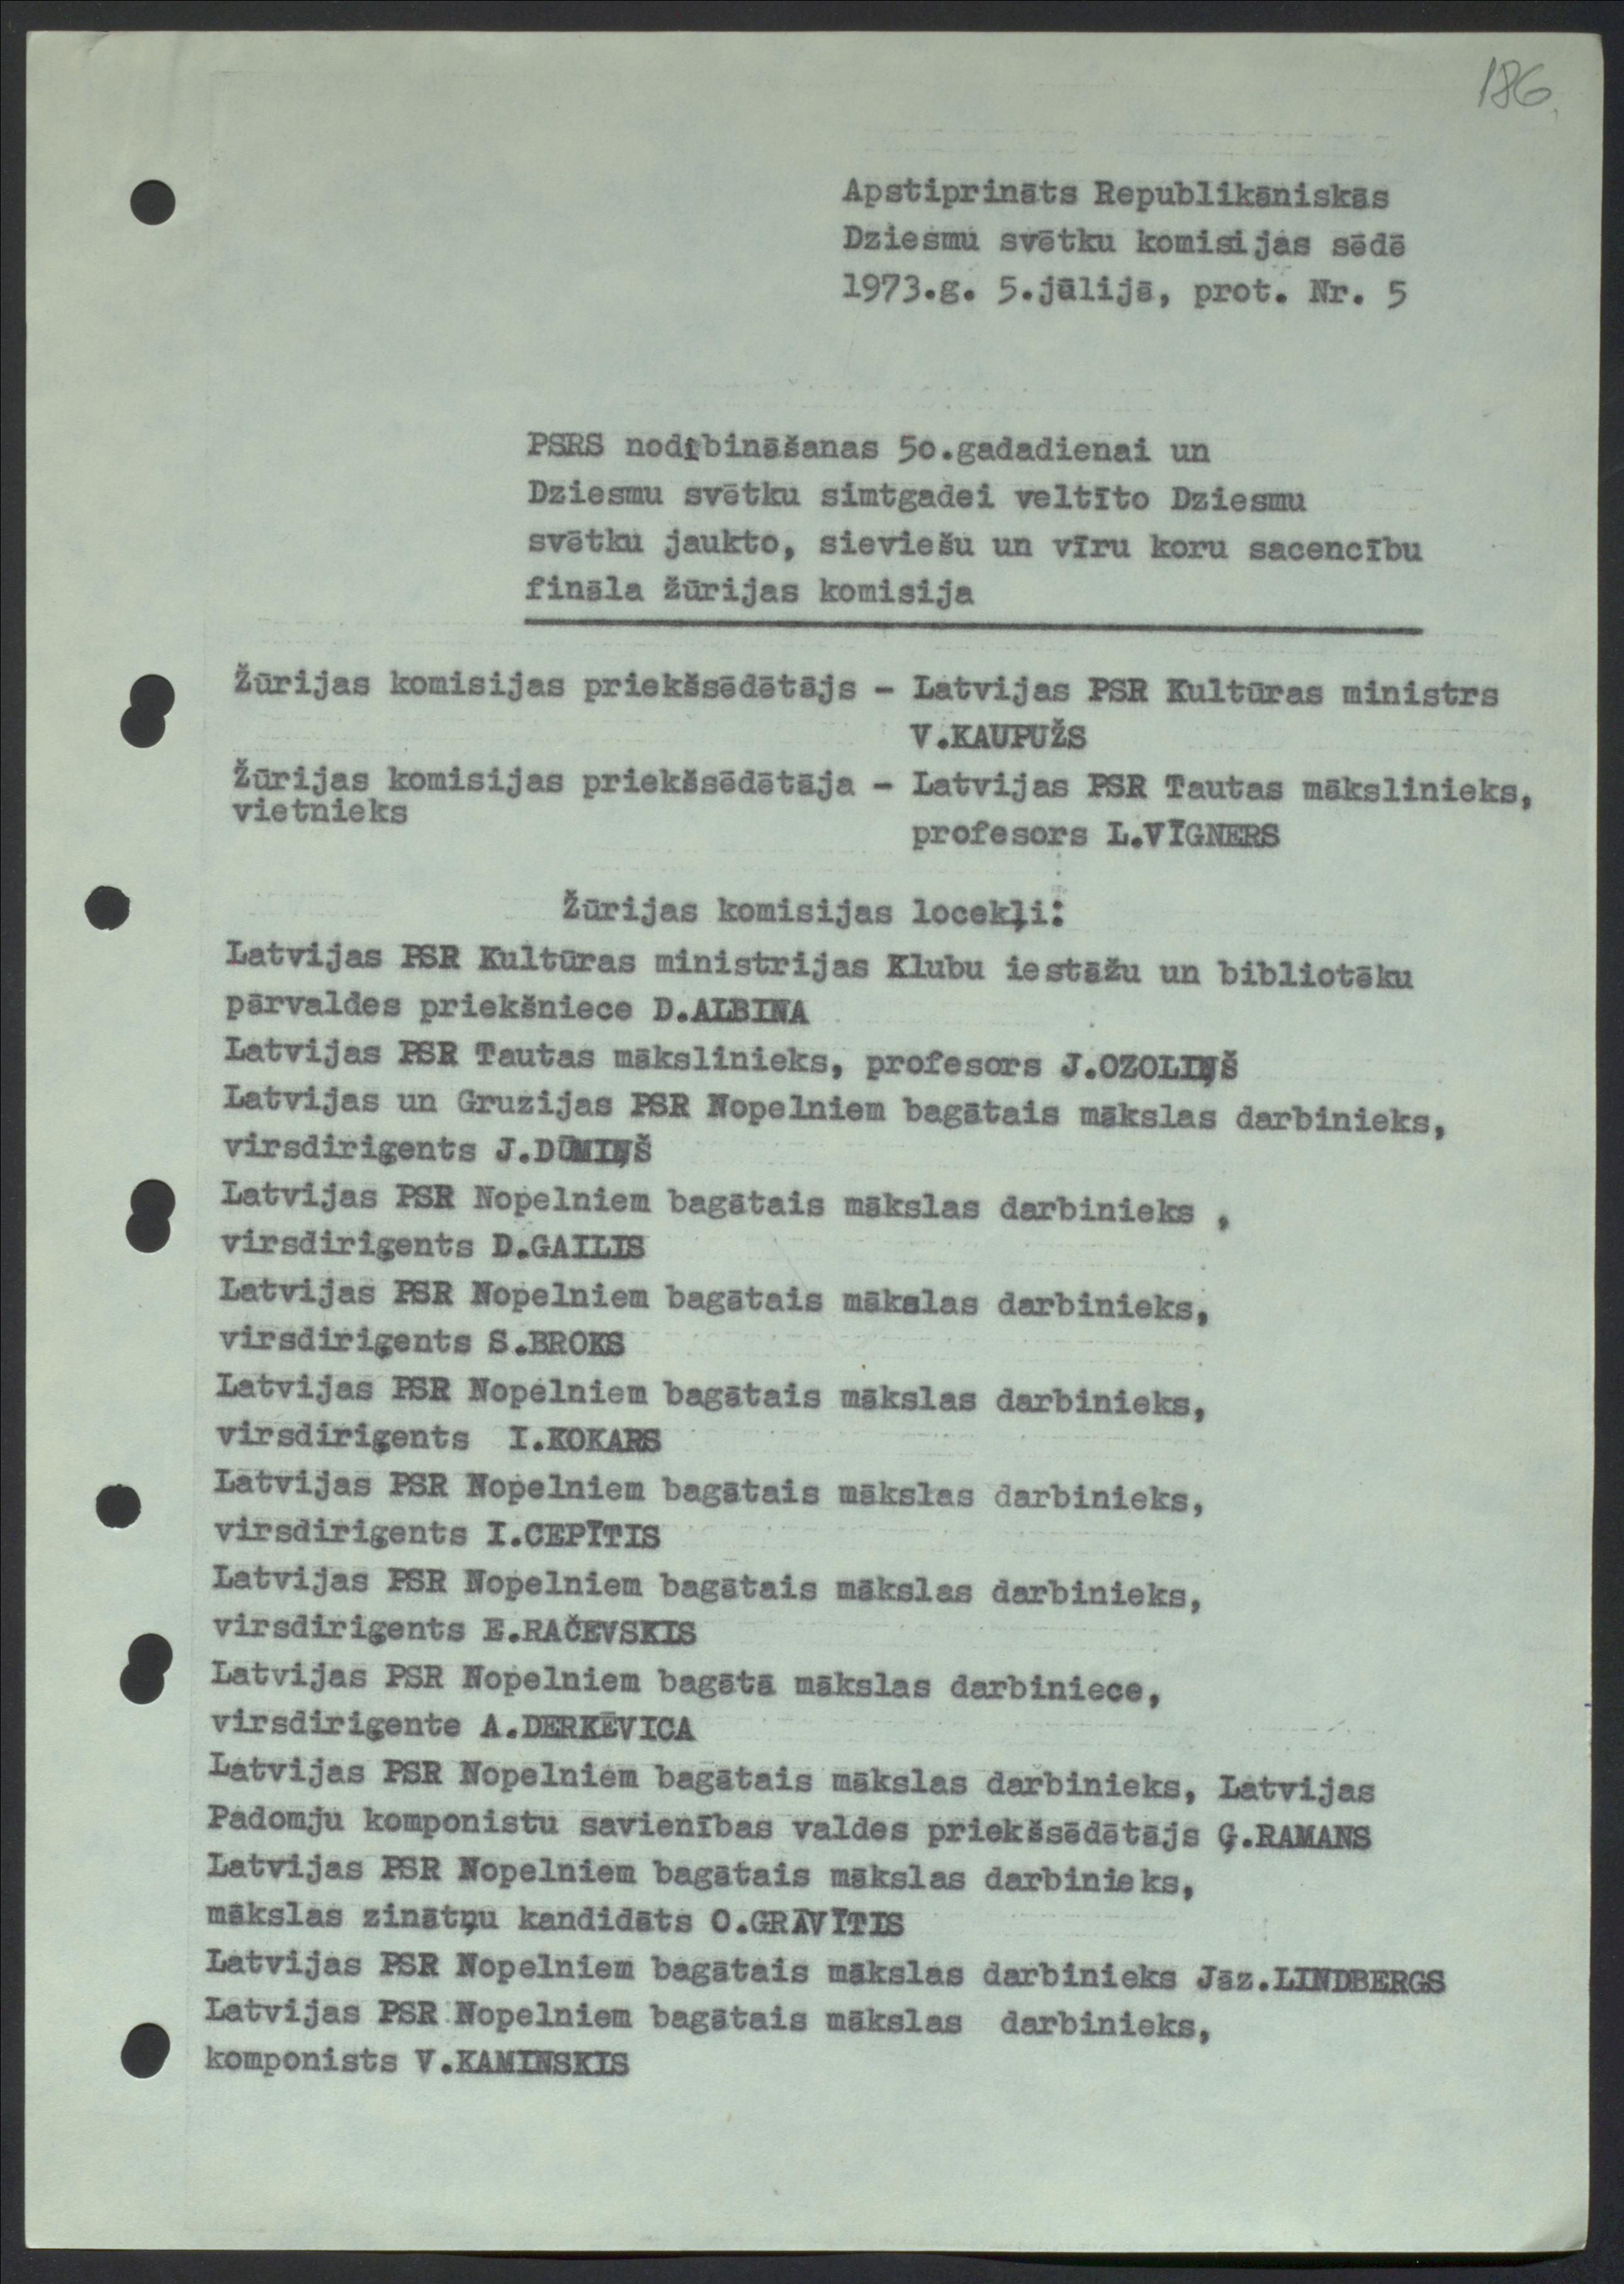 186.
Apstiprināts Republikāniskās
Dziesmu svētku komisijas sēdē
1973.g. 5.jūlijā, prot. Nr. 5
PSRS nodibināšanas 5o.gadadienai un
Dziesmu svētku simtgadei veltīto Dziesmu
svētku jaukto, sieviešu un vīru koru sacencību
fināla žūrijas komisija
Žūrijas komisijas priekšsēdētājs - Latvijas PSR Kultūras ministrs
V.KAUPUŽS
Žūrijas komisijas priekšsēdētāja - Latvijas PSR Tautas mākslinieks,
vietnieks
profesors L.VĪGNERS
Žūrijas komisijas locekļi:
Latvijas PSR Kultūras ministrijas Klubu iestāžu un bibliotēku
pārvaldes priekšniece D.ALBINA
Latvijas PSR Tautas mākslinieks, profesors J.OZOLIŅŠ
Latvijas un Gruzijas PSR Nopelniem bagātais mākslas darbinieks,
virsdiriģents J.DŪMIŅŠ
Latvijas PSR Nopelniem bagātais mākslas darbinieks ,
virsdiriģents D.GAILIS
Latvijas PSR Nopelniem bagātais mākslas darbinieks,
virsdiriģents S.BROKS
Latvijas PSR Nopelniem bagātais mākslas darbinieks,
virsdiriģents I.KOKARS
Latvijas PSR Nopelniem bagātais mākslas darbinieks,
virsdiriģents I.CEPĪTIS
Latvijas PSR Nopelniem bagātais mākslas darbinieks,
virsdiriģents E.RAČEVSKIS
Latvijas PSR Nopelniem bagātā mākslas darbiniece,
virsdiriģente A.DERKĒVICA
Latvijas PSR Nopelniem bagātais mākslas darbinieks, Latvijas
Padomju komponistu savienības valdes priekšsēdētājs Ģ.RAMANS
Latvijas PSR Nopelniem bagātais mākslas darbinieks,
mākslas zinātņu kandidāts O.GRĀVĪTIS
Latvijas PSR Nopelniem bagātais mākslas darbinieks Jāz.LINDBERGS
Latvijas PSR Nopelniem bagātais mākslas darbinieks,
komponists V.KAMINSKIS